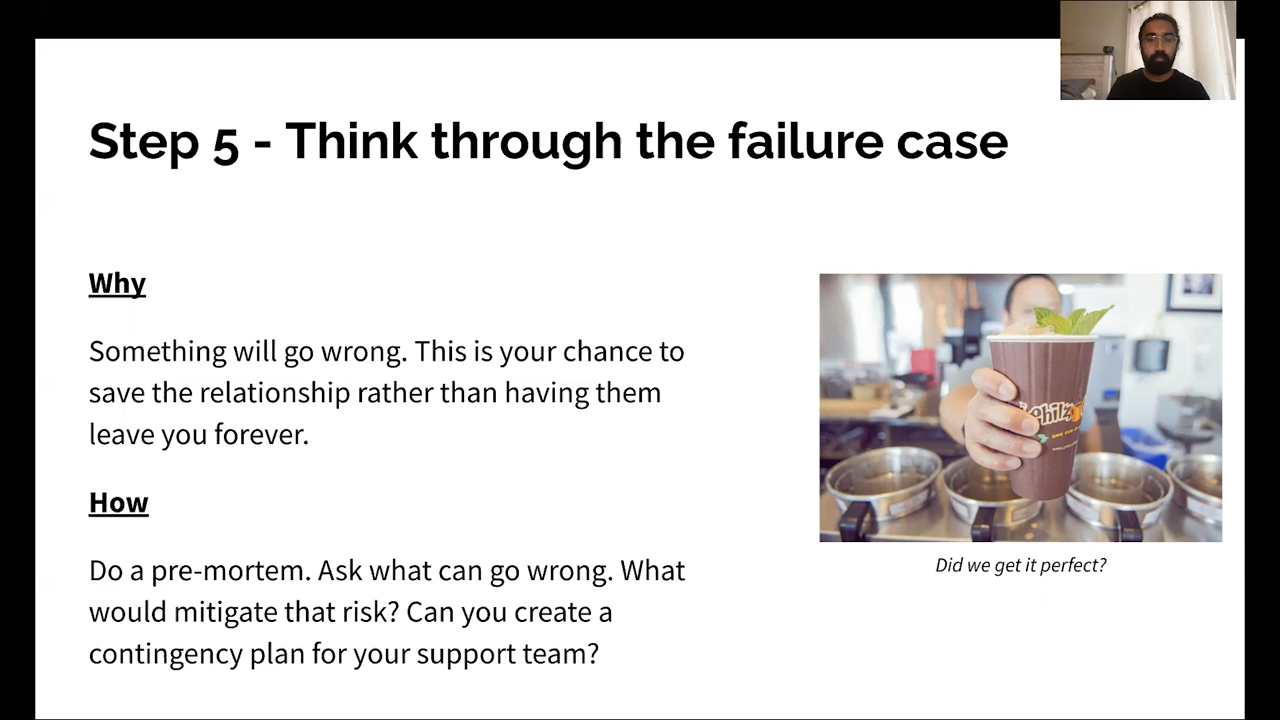 Step 5 - Think through the failure case
Why
Something will go wrong. This is your chance to
save the relationship rather than having them
leave you forever.
How
Do a pre-mortem. Ask what can go wrong. What
would mitigate that risk? Can you create a
contingency plan for your support team?
Did we get it perfect?